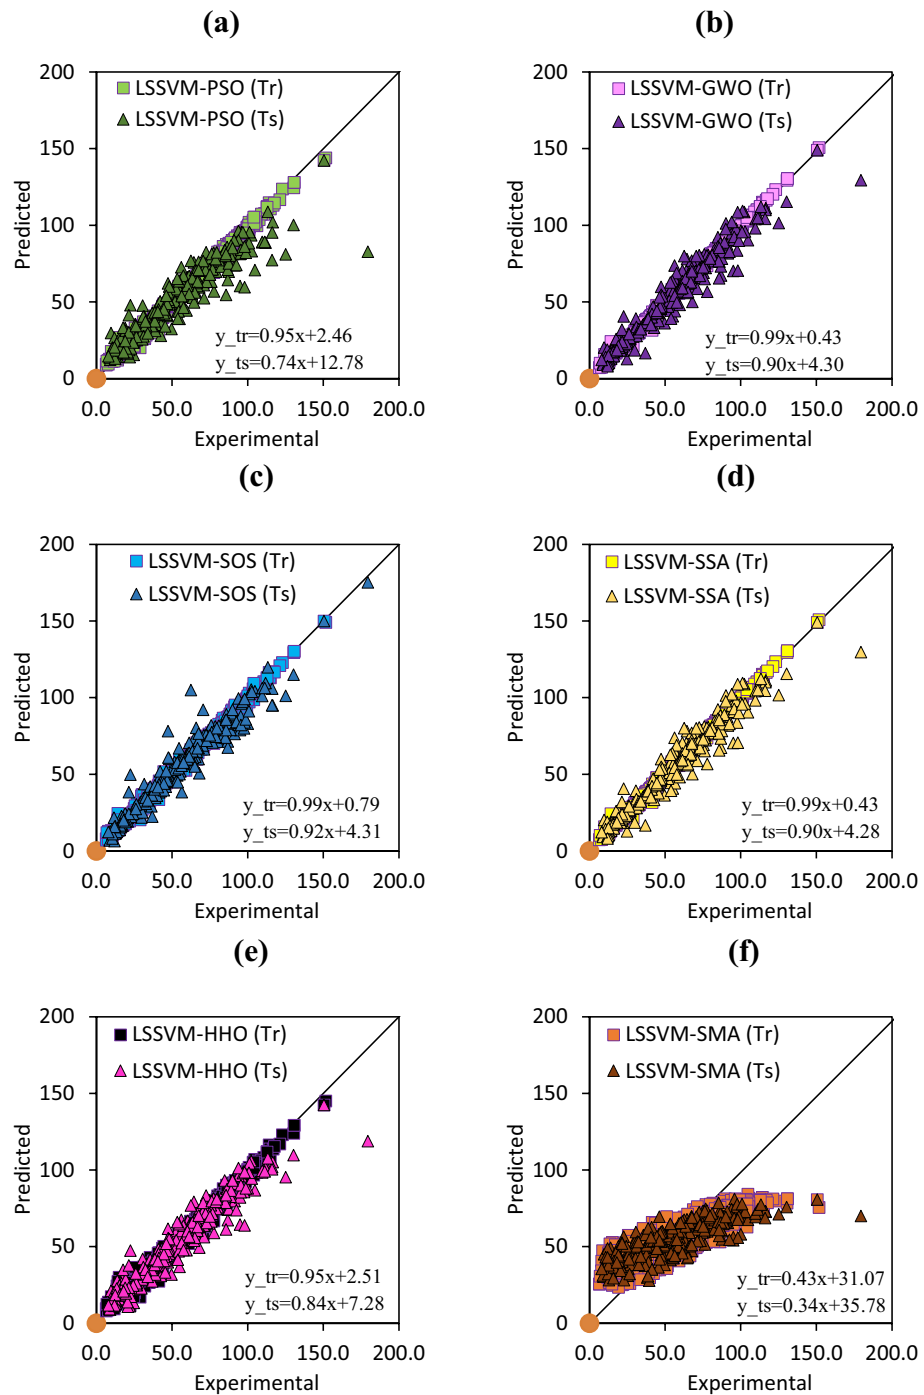 (a)
200
150
100
50
0
Predicted
LSSVM-PSO (Tr)
LSSVM-PSO (Ts)
y_tr=0.95x+2.46
y_ts=0.74x+12.78
0.0 50.0 100.0 150.0 200.0
Experimental
(b)
200
150
100
50
0
Predicted
LSSVM-GWO (Tr)
LSSVM-GWO (Ts)
y_tr=0.99x+0.43
y_ts=0.90x+4.30
0.0 50.0 100.0 150.0 200.0
Experimental
(c)
200
150
100
50
0
Predicted
LSSVM-SOS (Tr)
LSSVM-SOS (Ts)
y_tr=0.99x+0.79
y_ts=0.92x+4.31
0.0 50.0 100.0 150.0 200.0
Experimental
(d)
200
150
100
50
0
Predicted
LSSVM-SSA (Tr)
LSSVM-SSA (Ts)
y_tr=0.99x+0.43
y_ts=0.90x+4.28
0.0 50.0 100.0 150.0 200.0
Experimental
(e)
200
150
100
50
0
Predicted
LSSVM-HHO (Tr)
LSSVM-HHO (Ts)
y_tr=0.95x+2.51
y_ts=0.84x+7.28
0.0 50.0 100.0 150.0 200.0
Experimental
(f)
200
150
100
50
0
Predicted
LSSVM-SMA (Tr)
LSSVM-SMA (Ts)
y_tr=0.43x+31.07
y_ts=0.34x+35.78
0.0 50.0 100.0 150.0 200.0
Experimental